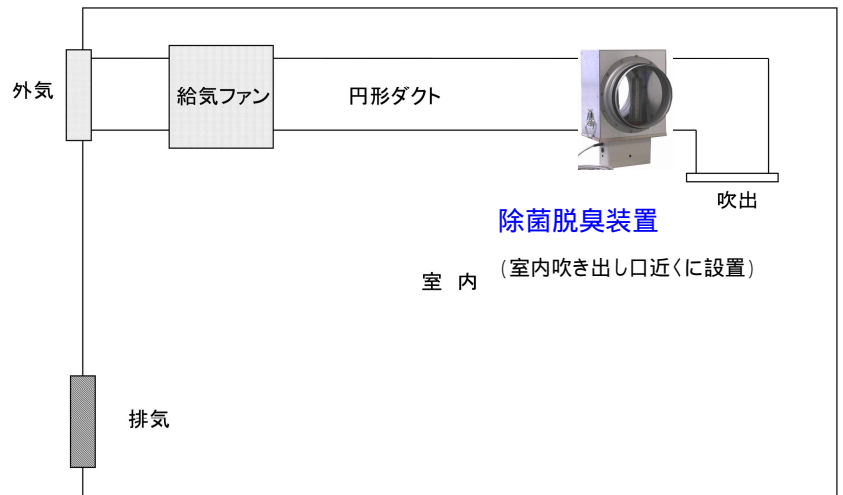 外気
給気ファン
円形ダクト
吹出
除菌脱臭装置
(室内吹き出し口近くに設置)
室 内
排気